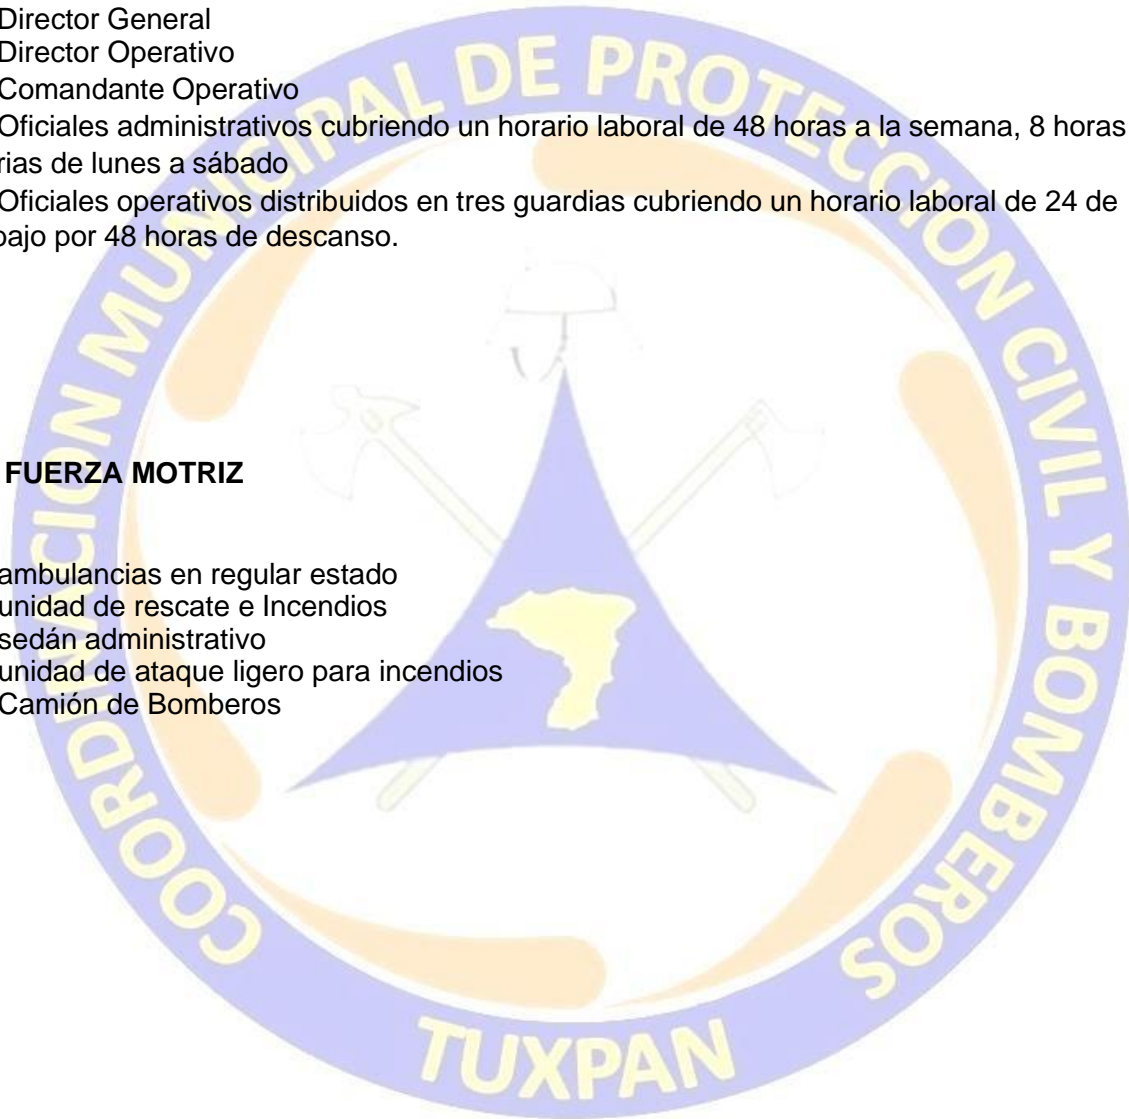 Director General
Director Operativo
Comandante Operativo
Oficiales administrativos cubriendo un horario laboral de 48 horas a la semana, 8 horas
rias de lunes a sábado
Oficiales operativos distribuidos en tres guardias cubriendo un horario laboral de 24 de
bajo por 48 horas de descanso.
FUERZA MOTRIZ
ambulancias en regular estado
unidad de rescate e Incendios
sedán administrativo
unidad de ataque ligero para incendios
Camión de Bomberos
COORDINACION MUNICIPAL DE PROTECCION CIVIL Y BOMBEROS
TUXPAN